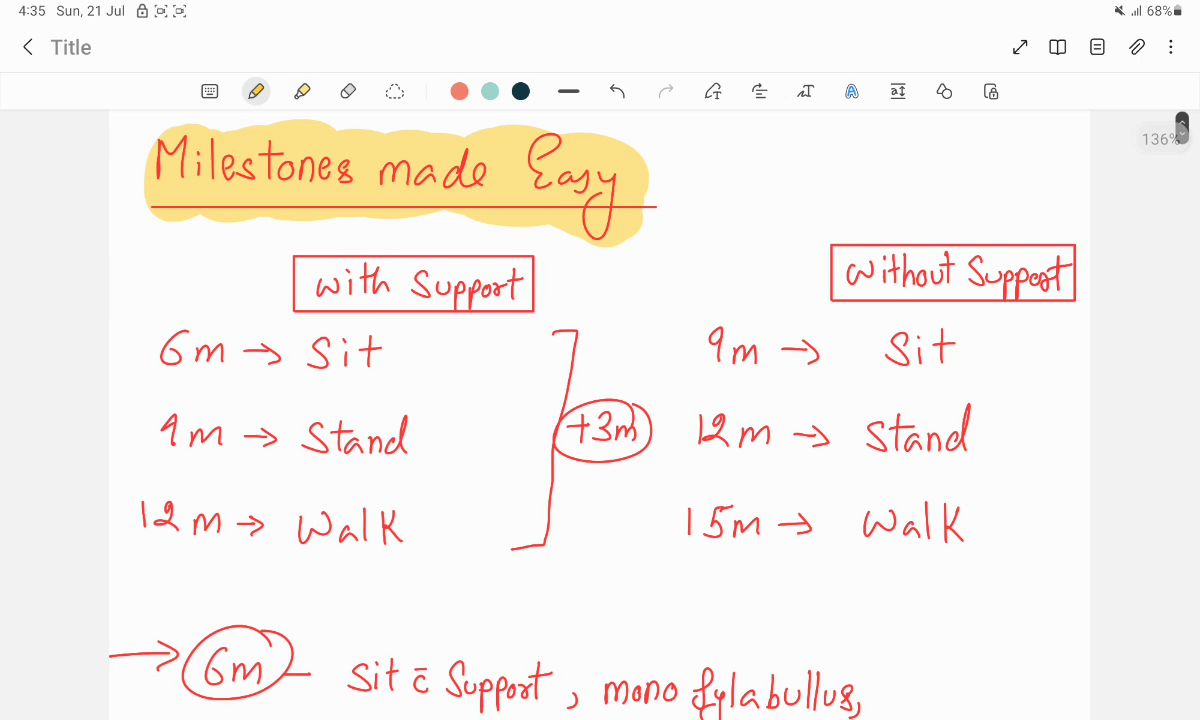 4:35 Sun, 21 Jul 68%
Title
136%
Milestones made Easy
With Support Without Support
6m → Sit 9m → Sit
9m → Stand +3m 12m → Stand
12m → Walk 15m → Walk
→ 6m — Sit c̄ Support, mono sylabullus,